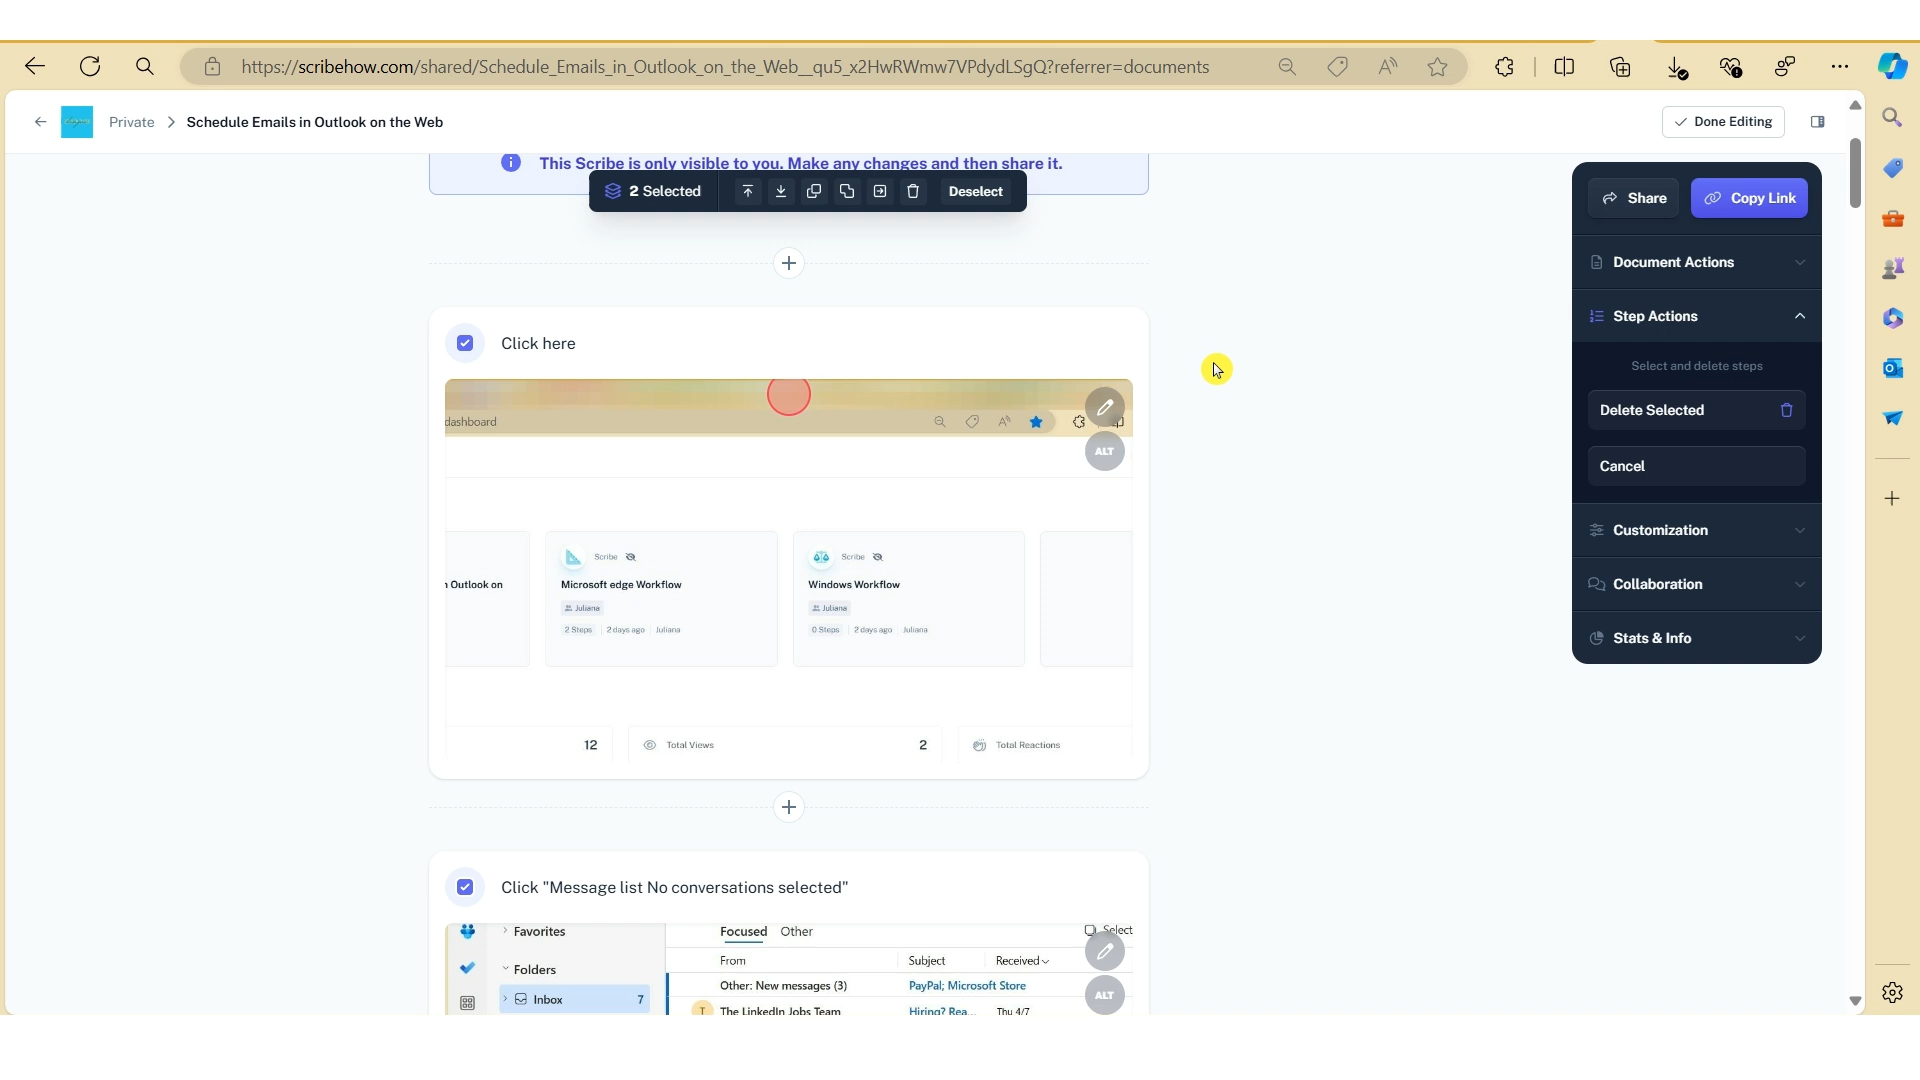 https://scribehow.com/shared/Schedule_Emails_in_Outlook_on_the_Web__qu5_x2HwRWmw7VPdydLSgQ?referrer=documents
Private > Schedule Emails in Outlook on the Web
Done Editing
This Scribe is only visible to you. Make any changes and then share it.
2 Selected
Deselect
Share
Copy Link
Document Actions
Step Actions
Select and delete steps
Delete Selected
Cancel
Customization
Collaboration
Stats & Info
Click here
dashboard
ALT
Outlook on
Scribe
Microsoft edge Workflow
Juliana
2 Steps
2 days ago
Juliana
Scribe
Windows Workflow
Juliana
0 Steps
2 days ago
Juliana
12
Total Views
2
Total Reactions
Click "Message list No conversations selected"
Favorites
Focused
Other
Select
Folders
From
Subject
Received
Inbox
7
Other: New messages (3)
PayPal; Microsoft Store
ALT
T
The LinkedIn Jobs Team
Hiring? Rea...
Thu 4/7